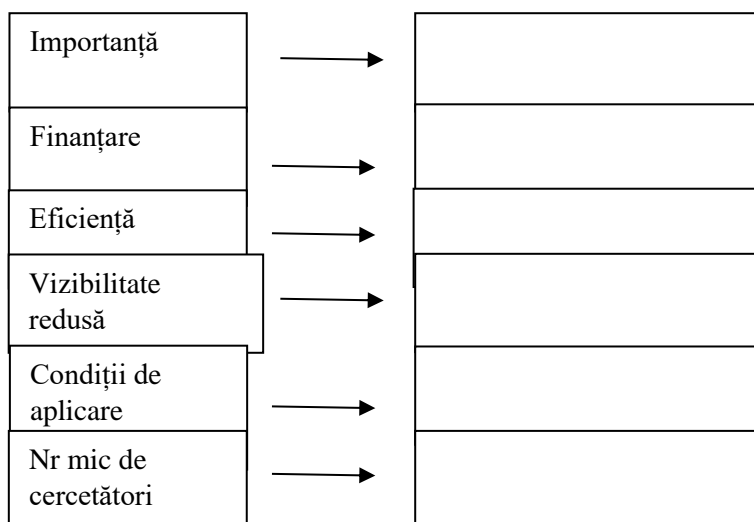 Importanță
Finanțare
Eficiență
Vizibilitate
redusă
Condiții de
aplicare
Nr mic de
cercetători